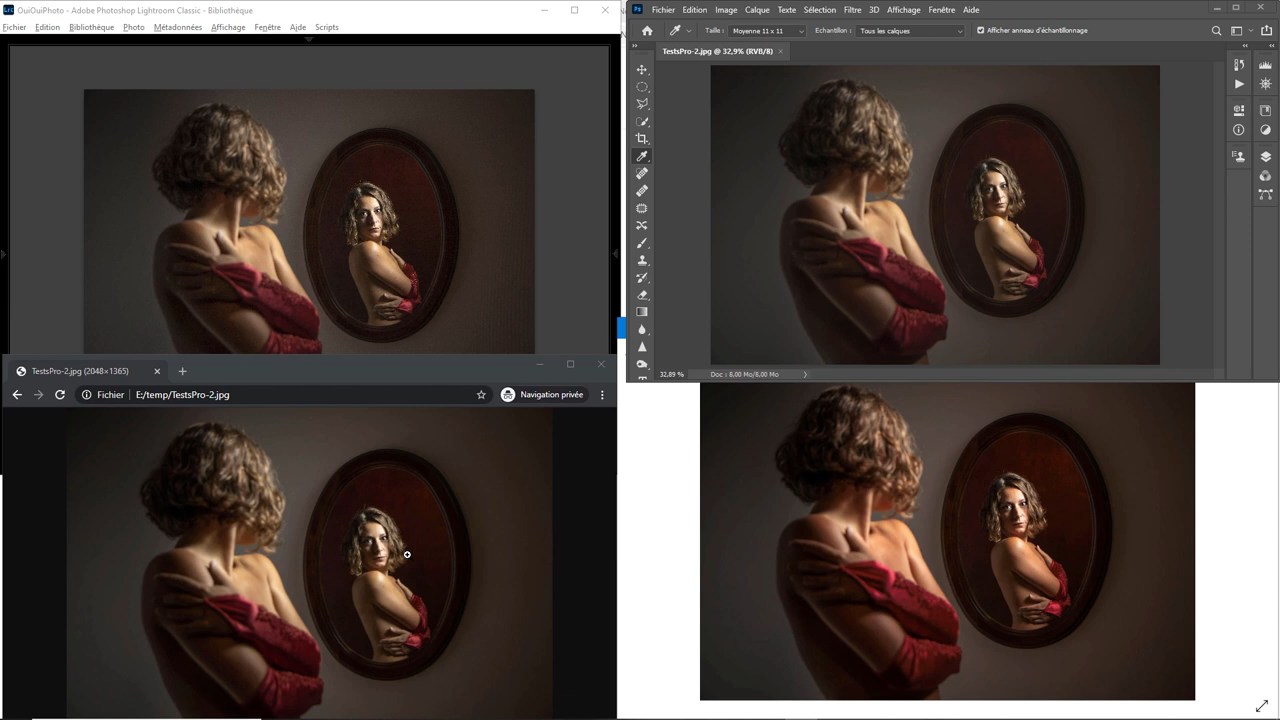 Lrc OuiOuiPhoto - Adobe Photoshop Lightroom Classic - Bibliothèque
Fichier Edition Bibliothèque Photo Métadonnées Affichage Fenêtre Aide Scripts
Ps Fichier Edition Image Calque Texte Sélection Filtre 3D Affichage Fenêtre Aide
Taille : Moyenne 11 x 11 Echantillon : Tous les calques Afficher anneau d'échantillonnage
TestsPro-2.jpg @ 32,9% (RVB/8)
32,89 % Doc : 8,00 Mo/8,00 Mo
TestsPro-2.jpg (2048×1365)
Fichier E:/temp/TestsPro-2.jpg Navigation privée